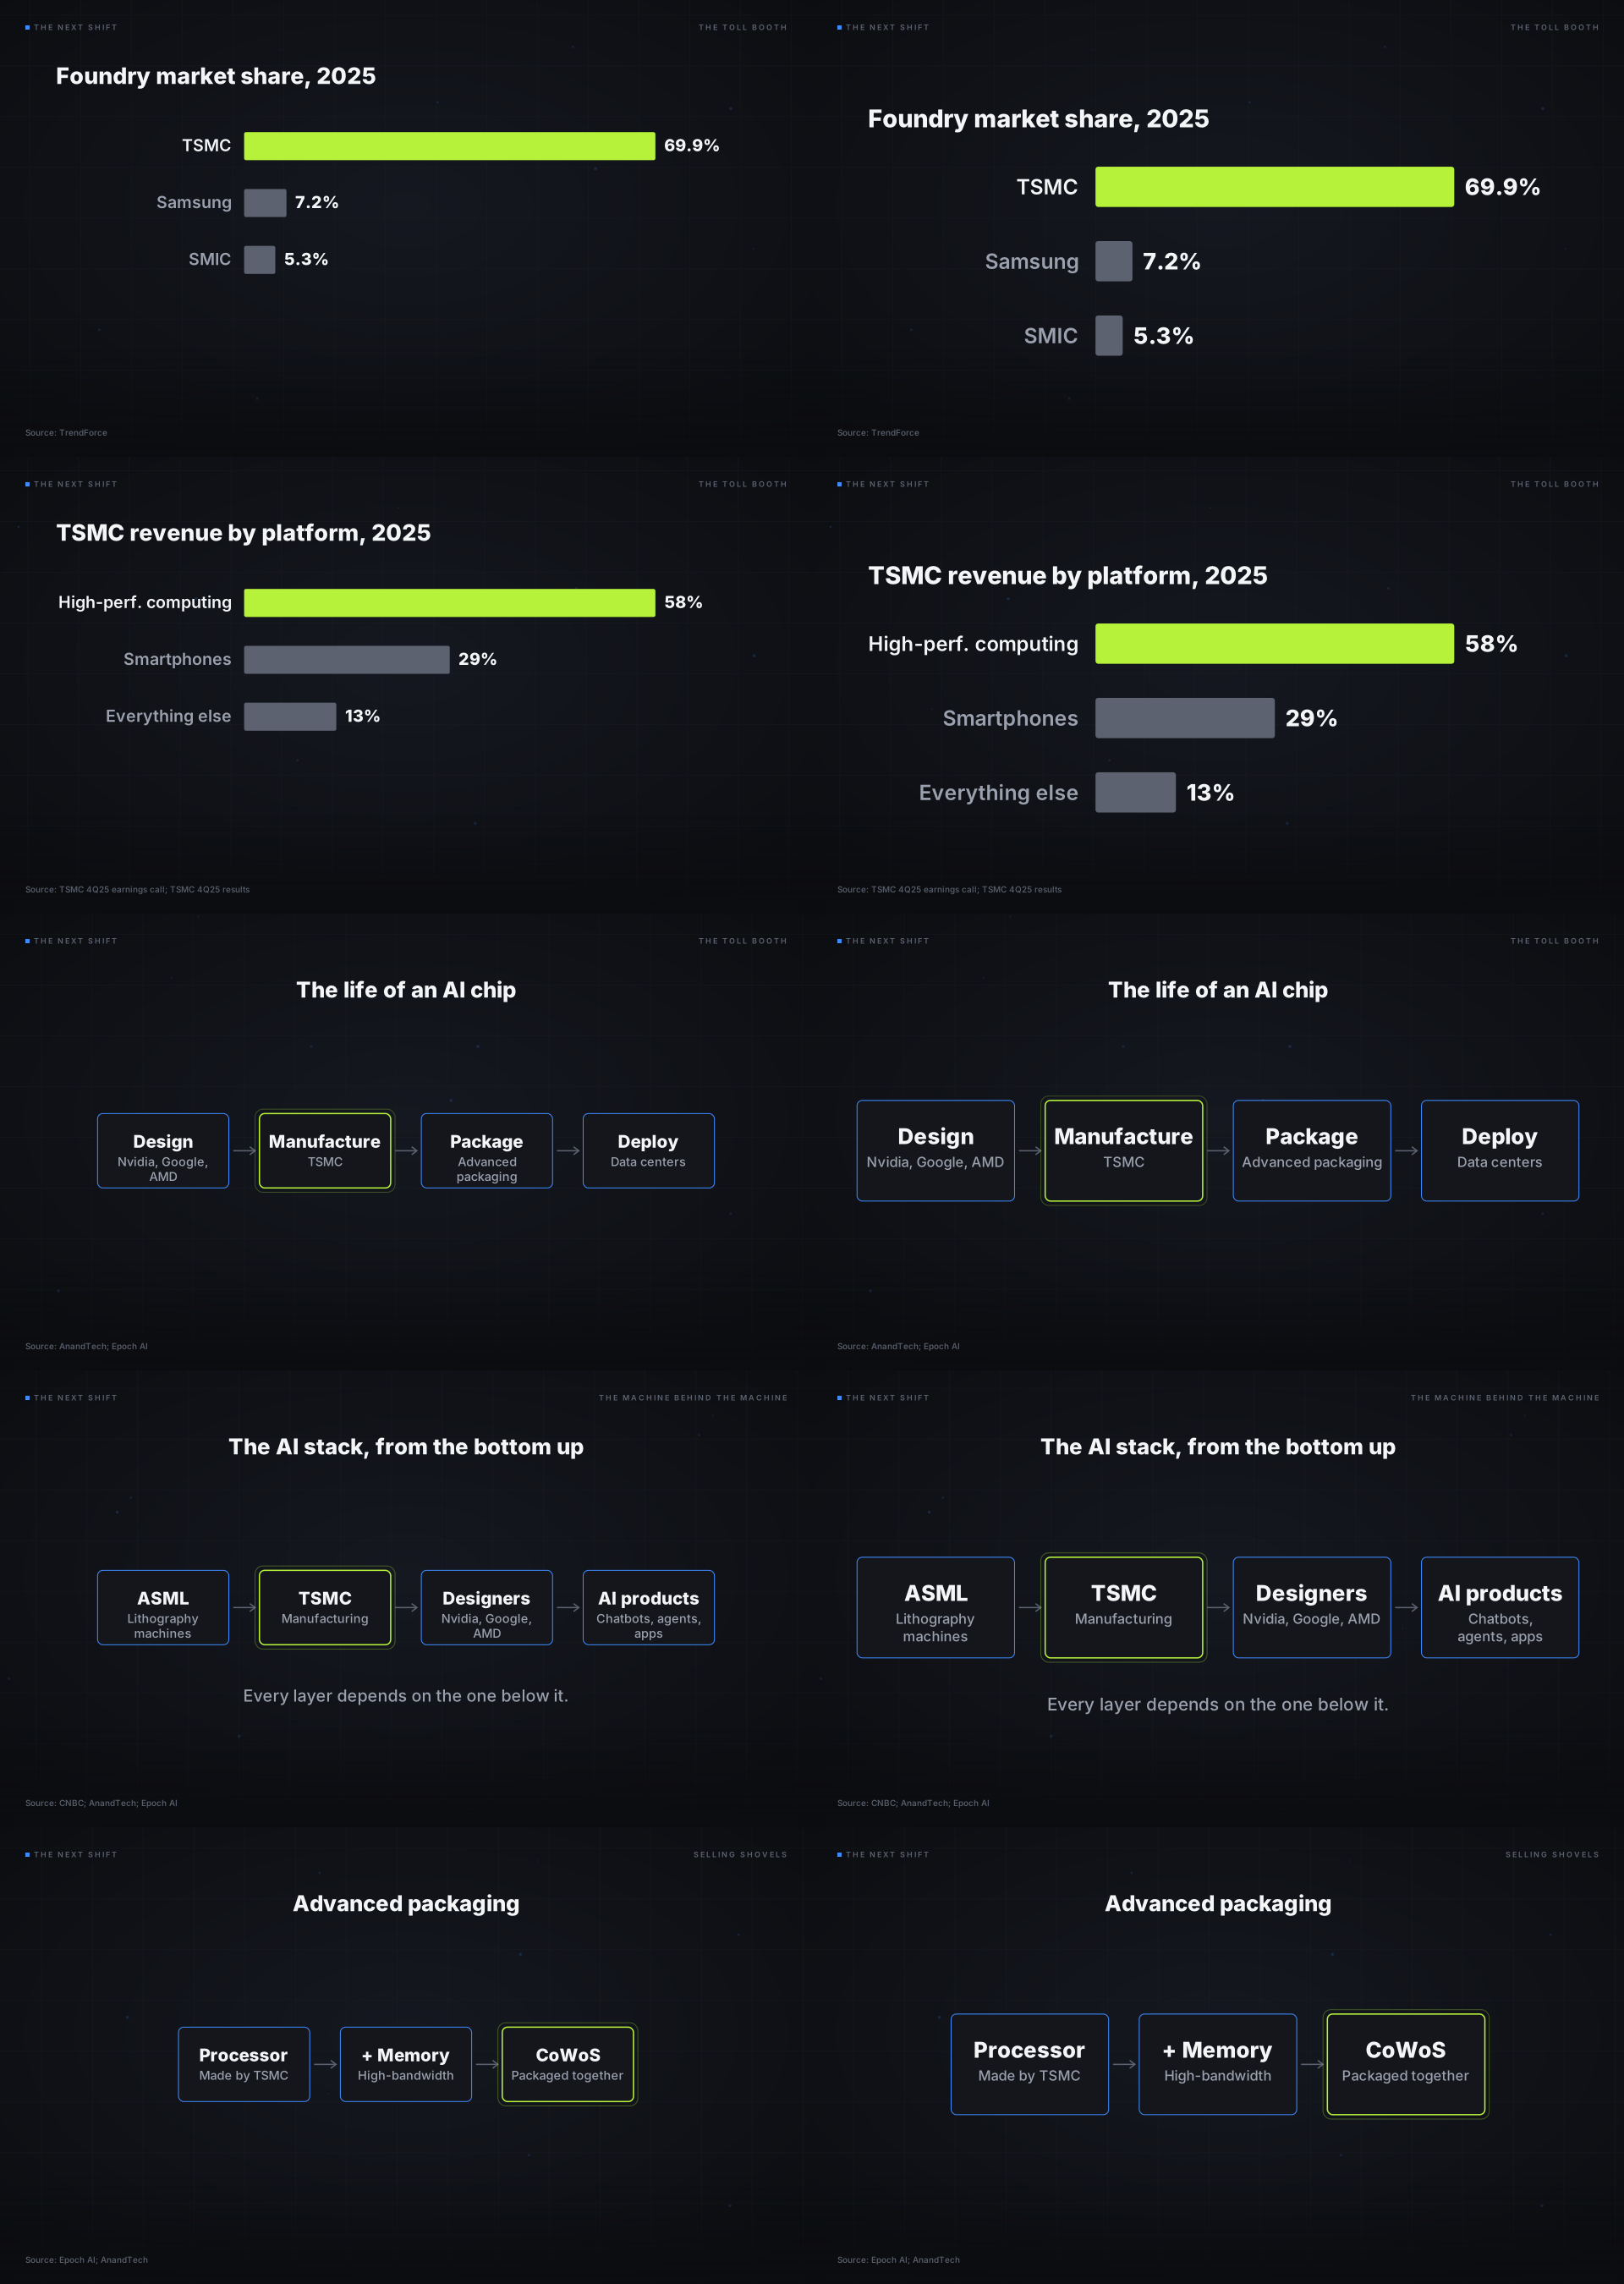 THE NEXT SHIFT
THE TOLL BOOTH
Foundry market share, 2025
TSMC
69.9%
Samsung
7.2%
SMIC
5.3%
Source: TrendForce
THE NEXT SHIFT
THE TOLL BOOTH
Foundry market share, 2025
TSMC
69.9%
Samsung
7.2%
SMIC
5.3%
Source: TrendForce
THE NEXT SHIFT
THE TOLL BOOTH
TSMC revenue by platform, 2025
High-perf. computing
58%
Smartphones
29%
Everything else
13%
Source: TSMC 4Q25 earnings call; TSMC 4Q25 results
THE NEXT SHIFT
THE TOLL BOOTH
TSMC revenue by platform, 2025
High-perf. computing
58%
Smartphones
29%
Everything else
13%
Source: TSMC 4Q25 earnings call; TSMC 4Q25 results
THE NEXT SHIFT
THE TOLL BOOTH
The life of an AI chip
Design
Nvidia, Google,
AMD
Manufacture
TSMC
Package
Advanced
packaging
Deploy
Data centers
Source: AnandTech; Epoch AI
THE NEXT SHIFT
THE TOLL BOOTH
The life of an AI chip
Design
Nvidia, Google, AMD
Manufacture
TSMC
Package
Advanced packaging
Deploy
Data centers
Source: AnandTech; Epoch AI
THE NEXT SHIFT
THE MACHINE BEHIND THE MACHINE
The AI stack, from the bottom up
ASML
Lithography
machines
TSMC
Manufacturing
Designers
Nvidia, Google,
AMD
AI products
Chatbots, agents,
apps
Every layer depends on the one below it.
Source: CNBC; AnandTech; Epoch AI
THE NEXT SHIFT
THE MACHINE BEHIND THE MACHINE
The AI stack, from the bottom up
ASML
Lithography
machines
TSMC
Manufacturing
Designers
Nvidia, Google, AMD
AI products
Chatbots,
agents, apps
Every layer depends on the one below it.
Source: CNBC; AnandTech; Epoch AI
THE NEXT SHIFT
SELLING SHOVELS
Advanced packaging
Processor
Made by TSMC
+ Memory
High-bandwidth
CoWoS
Packaged together
Source: Epoch AI; AnandTech
THE NEXT SHIFT
SELLING SHOVELS
Advanced packaging
Processor
Made by TSMC
+ Memory
High-bandwidth
CoWoS
Packaged together
Source: Epoch AI; AnandTech